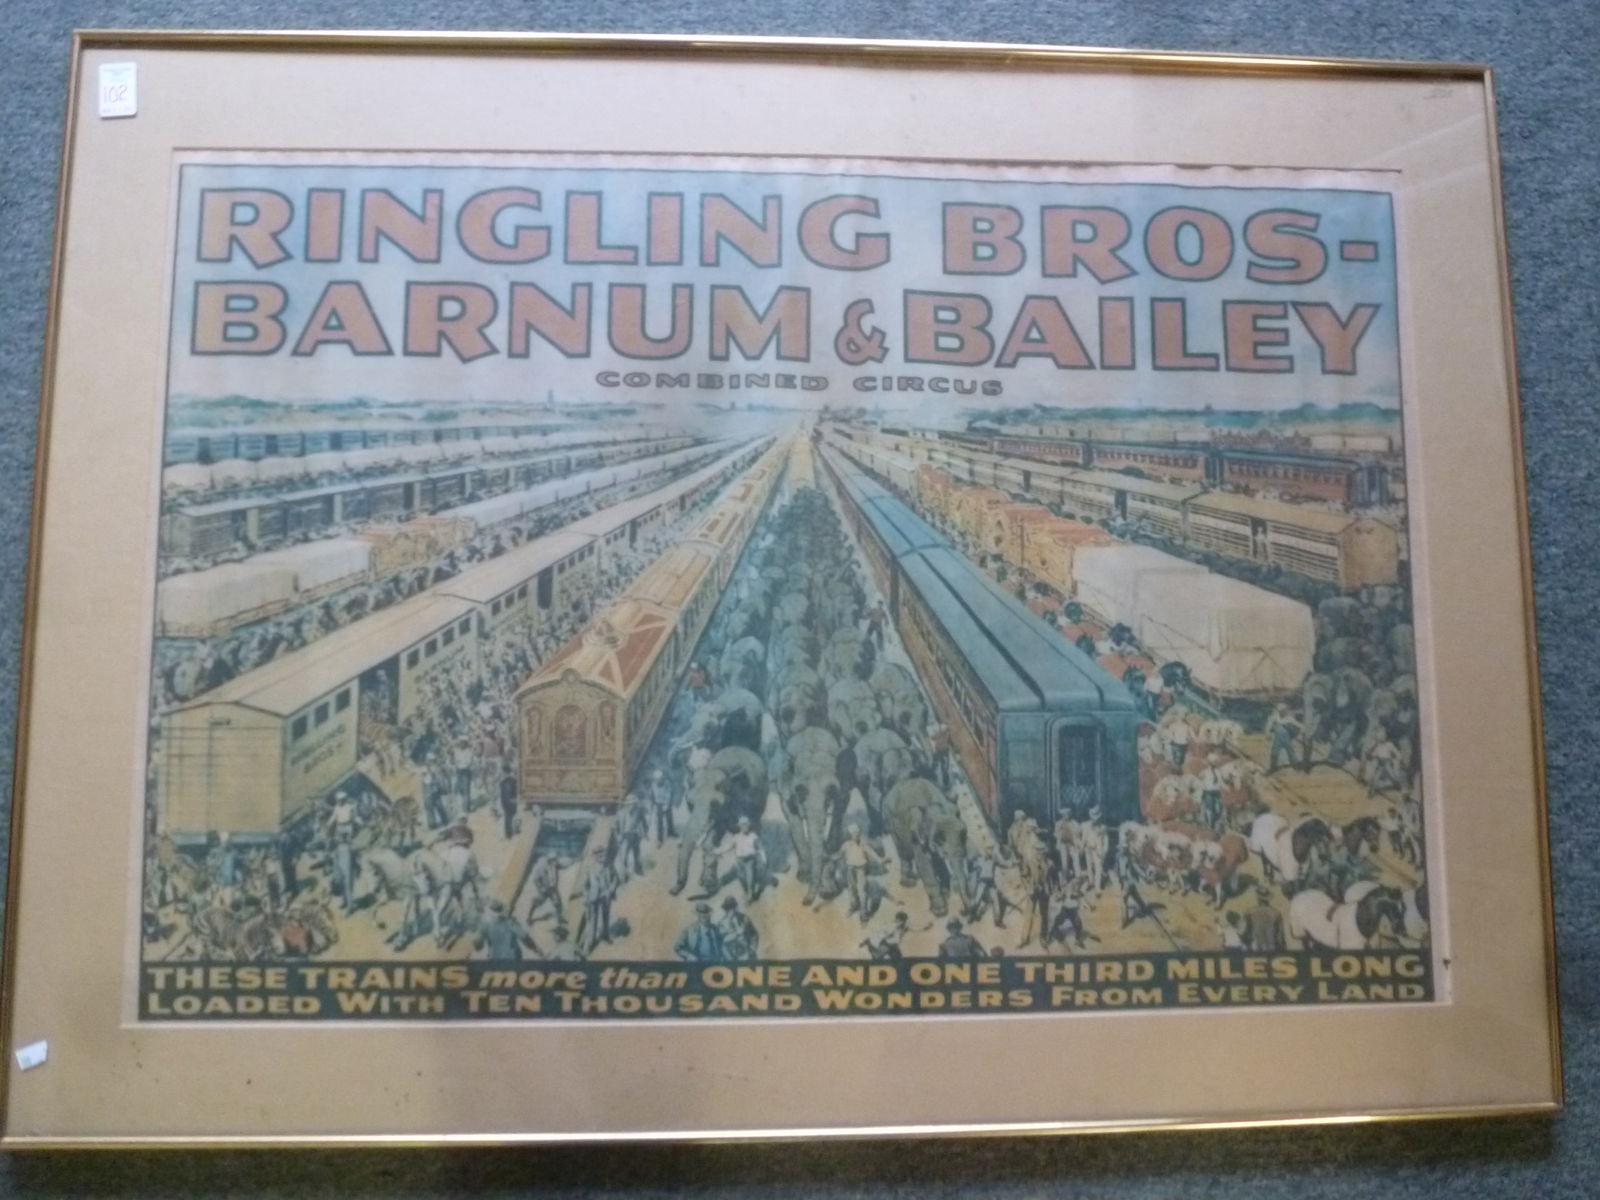 102
RINGLING BROS-
BARNUM & BAILEY
COMBINED CIRCUS
THESE TRAINS more than ONE AND ONE THIRD MILES LONG
LOADED WITH TEN THOUSAND WONDERS FROM EVERY LAND